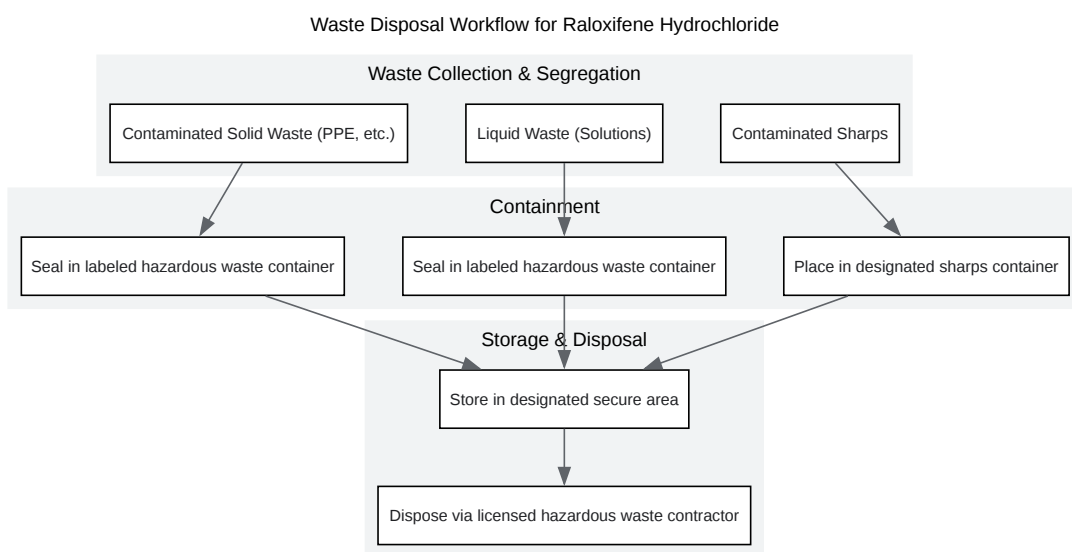 Waste Disposal Workflow for Raloxifene Hydrochloride
Waste Collection & Segregation
Contaminated Solid Waste (PPE, etc.)
Liquid Waste (Solutions)
Contaminated Sharps
Containment
Seal in labeled hazardous waste container
Seal in labeled hazardous waste container
Place in designated sharps container
Storage & Disposal
Store in designated secure area
Dispose via licensed hazardous waste contractor